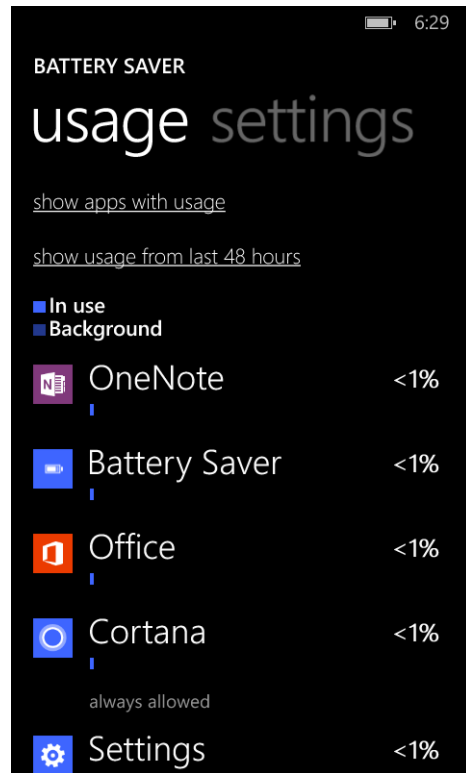 6:29
BATTERY SAVER
usage settings
show apps with usage
show usage from last 48 hours
In use
Background
OneNote <1%
Battery Saver <1%
Office <1%
Cortana <1%
always allowed
Settings <1%